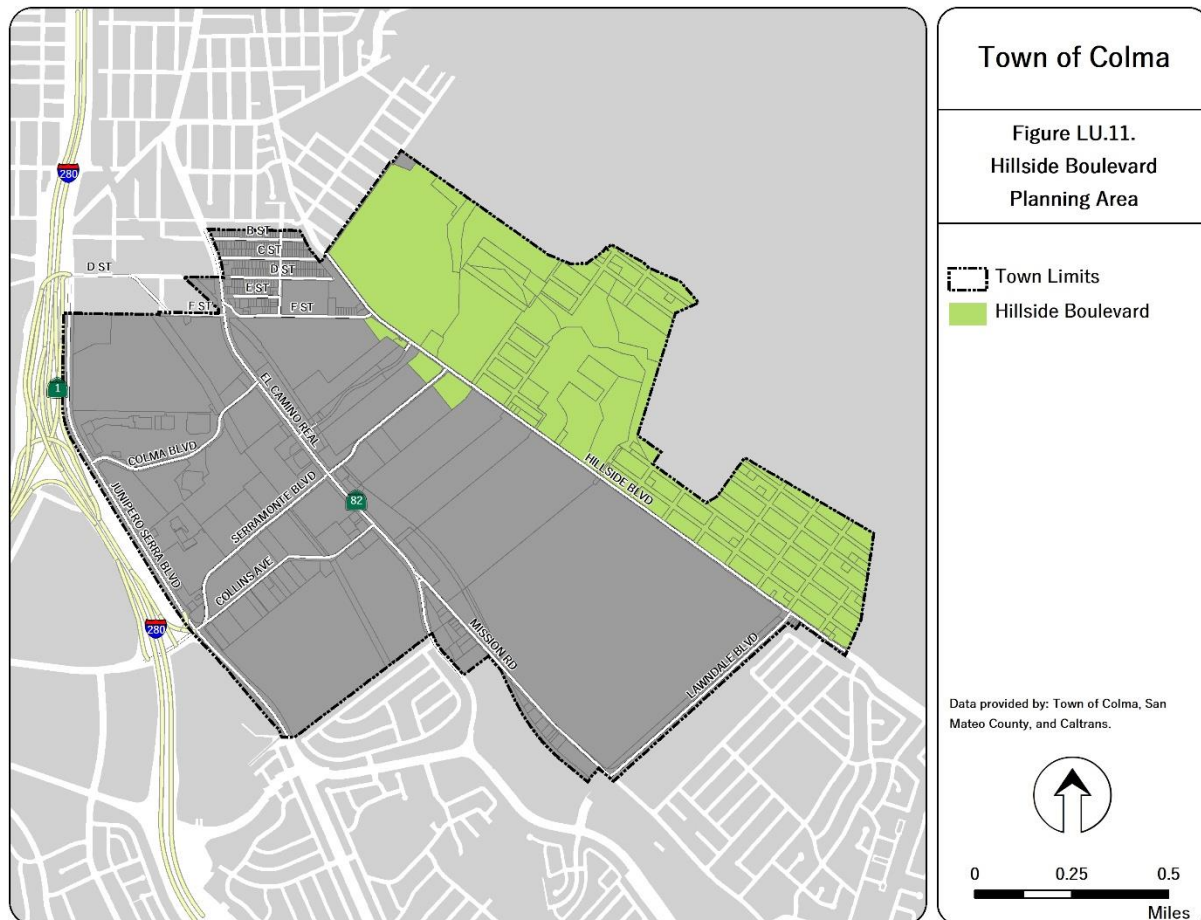 Town of Colma
Figure LU.11.
Hillside Boulevard
Planning Area
Town Limits
Hillside Boulevard
Data provided by: Town of Colma, San
Mateo County, and Caltrans.
0 0.25 0.5
Miles
280
B ST
C ST
D ST
D ST
E ST
F ST
F ST
1
EL CAMINO REAL
COLMA BLVD
HILLSIDE BLVD
JUNIPERO SERRA BLVD
SERRAMONTE BLVD
82
COLLINS AVE
280
MISSION RD
LAWNDALE BLVD